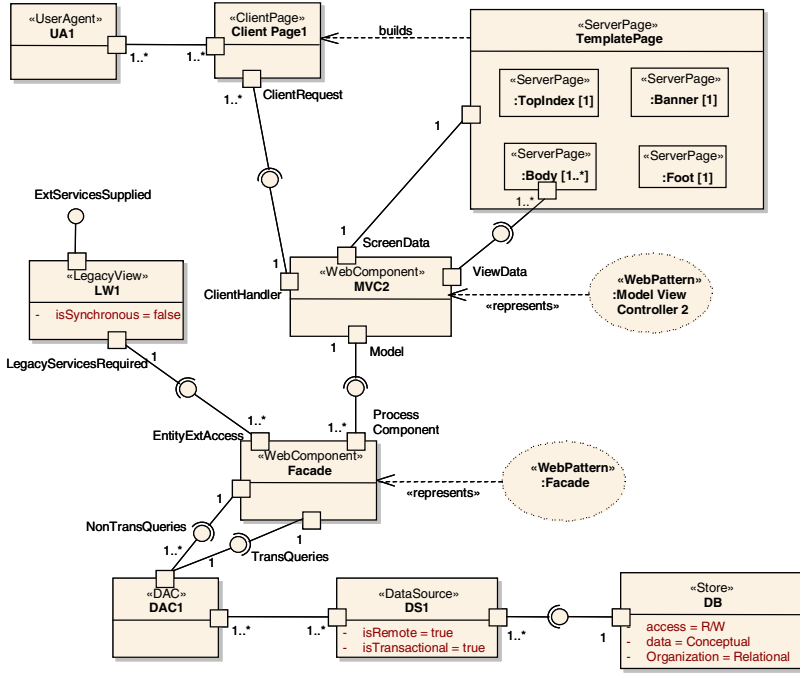 «UserAgent»
UA1
1..*
1..*
«ClientPage»
Client Page1
builds
«ServerPage»
TemplatePage
«ServerPage»
:TopIndex [1]
«ServerPage»
:Banner [1]
«ServerPage»
:Body [1..*]
«ServerPage»
:Foot [1]
1..*
1..*
ClientRequest
1
1
ScreenData
1
ClientHandler
ViewData
ExtServicesSupplied
«LegacyView»
LW1
- isSynchronous = false
«WebComponent»
MVC2
«represents»
«WebPattern»
:Model View
Controller 2
LegacyServicesRequired
1
1
Model
1..*
EntityExtAccess
1..*
Process
Component
«WebComponent»
Facade
«represents»
«WebPattern»
:Facade
1
NonTransQueries
1..*
1
TransQueries
1
«DAC»
DAC1
1..*
1..*
«DataSource»
DS1
- isRemote = true
- isTransactional = true
1..*
1
«Store»
DB
- access = R/W
- data = Conceptual
- Organization = Relational